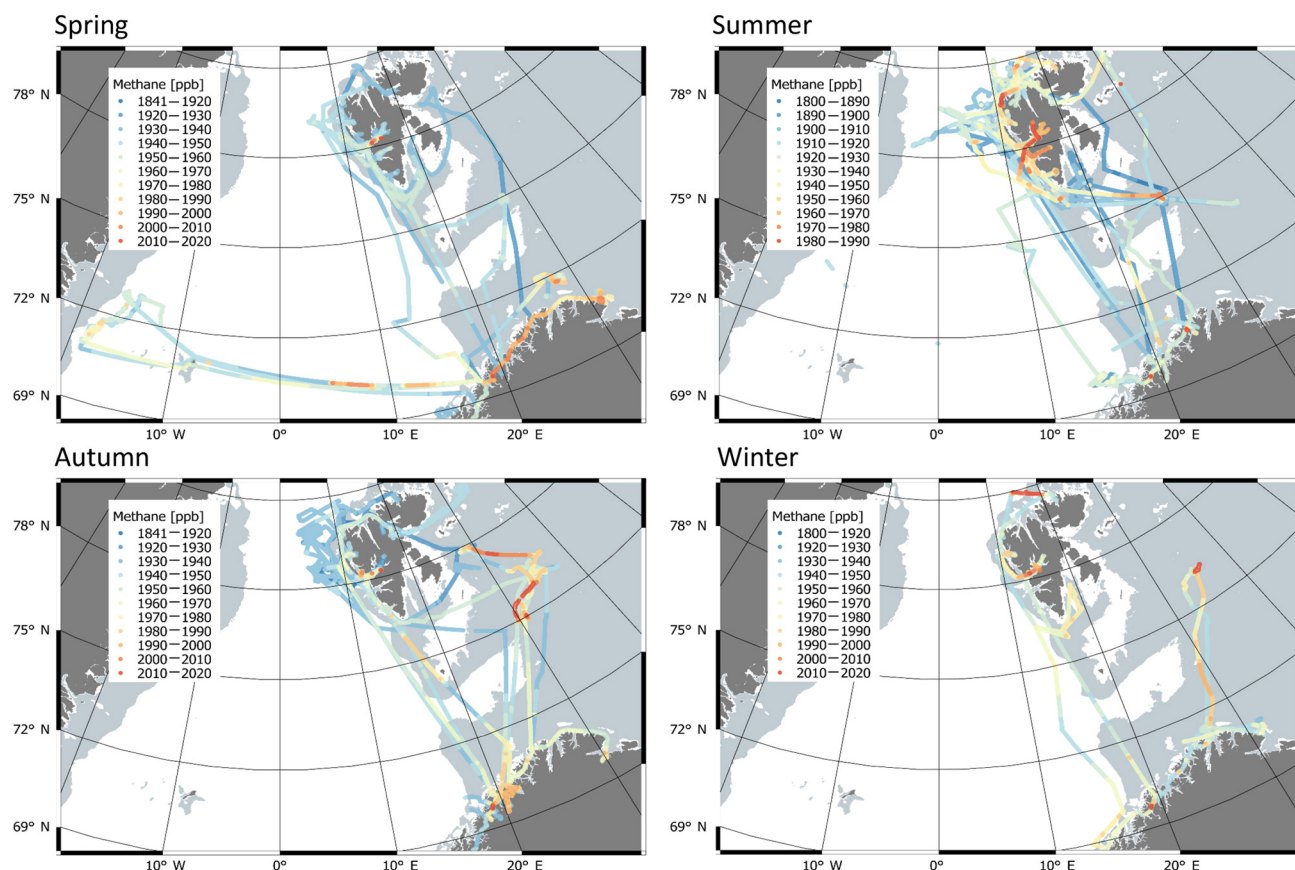 Spring
Methane [ppb]
1841—1920
1920—1930
1930—1940
1940—1950
1950—1960
1960—1970
1970—1980
1980—1990
1990—2000
2000—2010
2010—2020
78° N
75° N
72° N
69° N
10° W
0°
10° E
20° E
Summer
Methane [ppb]
1800—1890
1890—1900
1900—1910
1910—1920
1920—1930
1930—1940
1940—1950
1950—1960
1960—1970
1970—1980
1980—1990
78° N
75° N
72° N
69° N
10° W
0°
10° E
20° E
Autumn
Methane [ppb]
1841—1920
1920—1930
1930—1940
1940—1950
1950—1960
1960—1970
1970—1980
1980—1990
1990—2000
2000—2010
2010—2020
78° N
75° N
72° N
69° N
10° W
0°
10° E
20° E
Winter
Methane [ppb]
1800—1920
1920—1930
1930—1940
1940—1950
1950—1960
1960—1970
1970—1980
1980—1990
1990—2000
2000—2010
2010—2020
78° N
75° N
72° N
69° N
10° W
0°
10° E
20° E